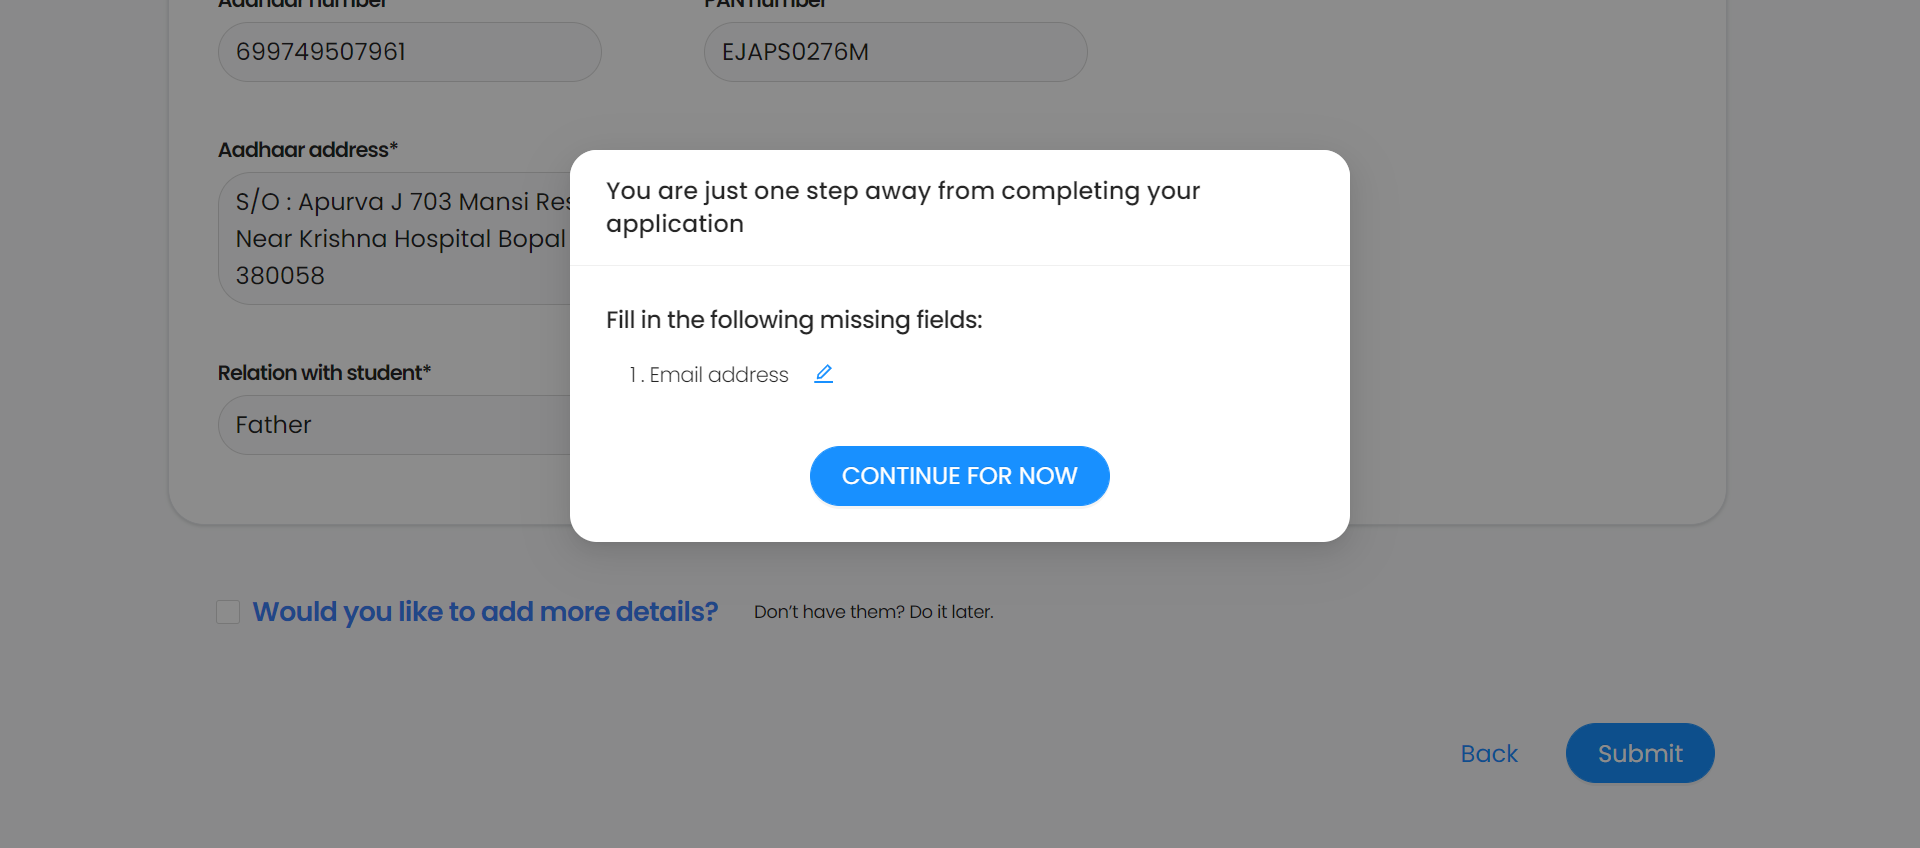 Aadhaar number
PAN number
699749507961
EJAPS0276M
Aadhaar address*
S/O : Apurva J 703 Mansi Res
Near Krishna Hospital Bopal
380058
Relation with student*
Father
You are just one step away from completing your
application
Fill in the following missing fields:
1 . Email address
CONTINUE FOR NOW
Would you like to add more details?
Don’t have them? Do it later.
Back
Submit